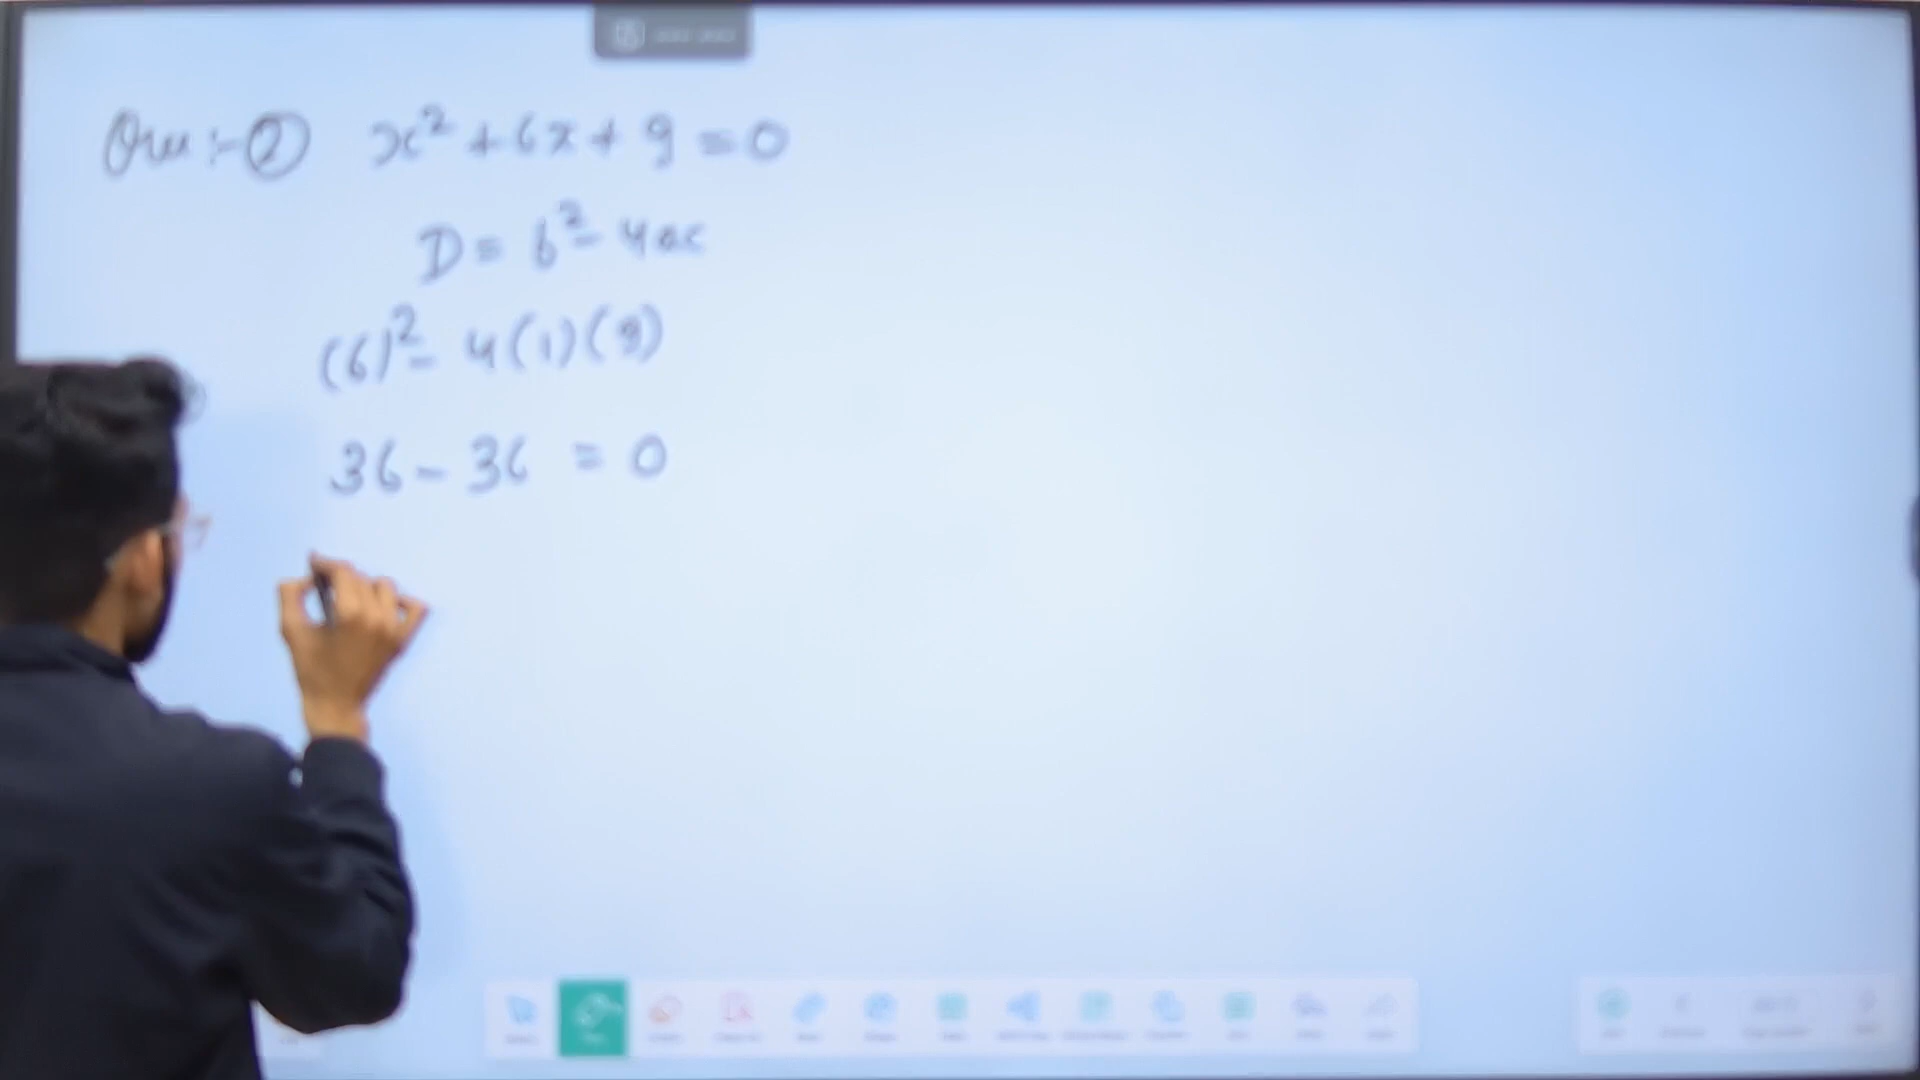 Que :- ② x² + 6x + 9 = 0
D = b² - 4ac
(6)² - 4(1)(9)
36 - 36 = 0